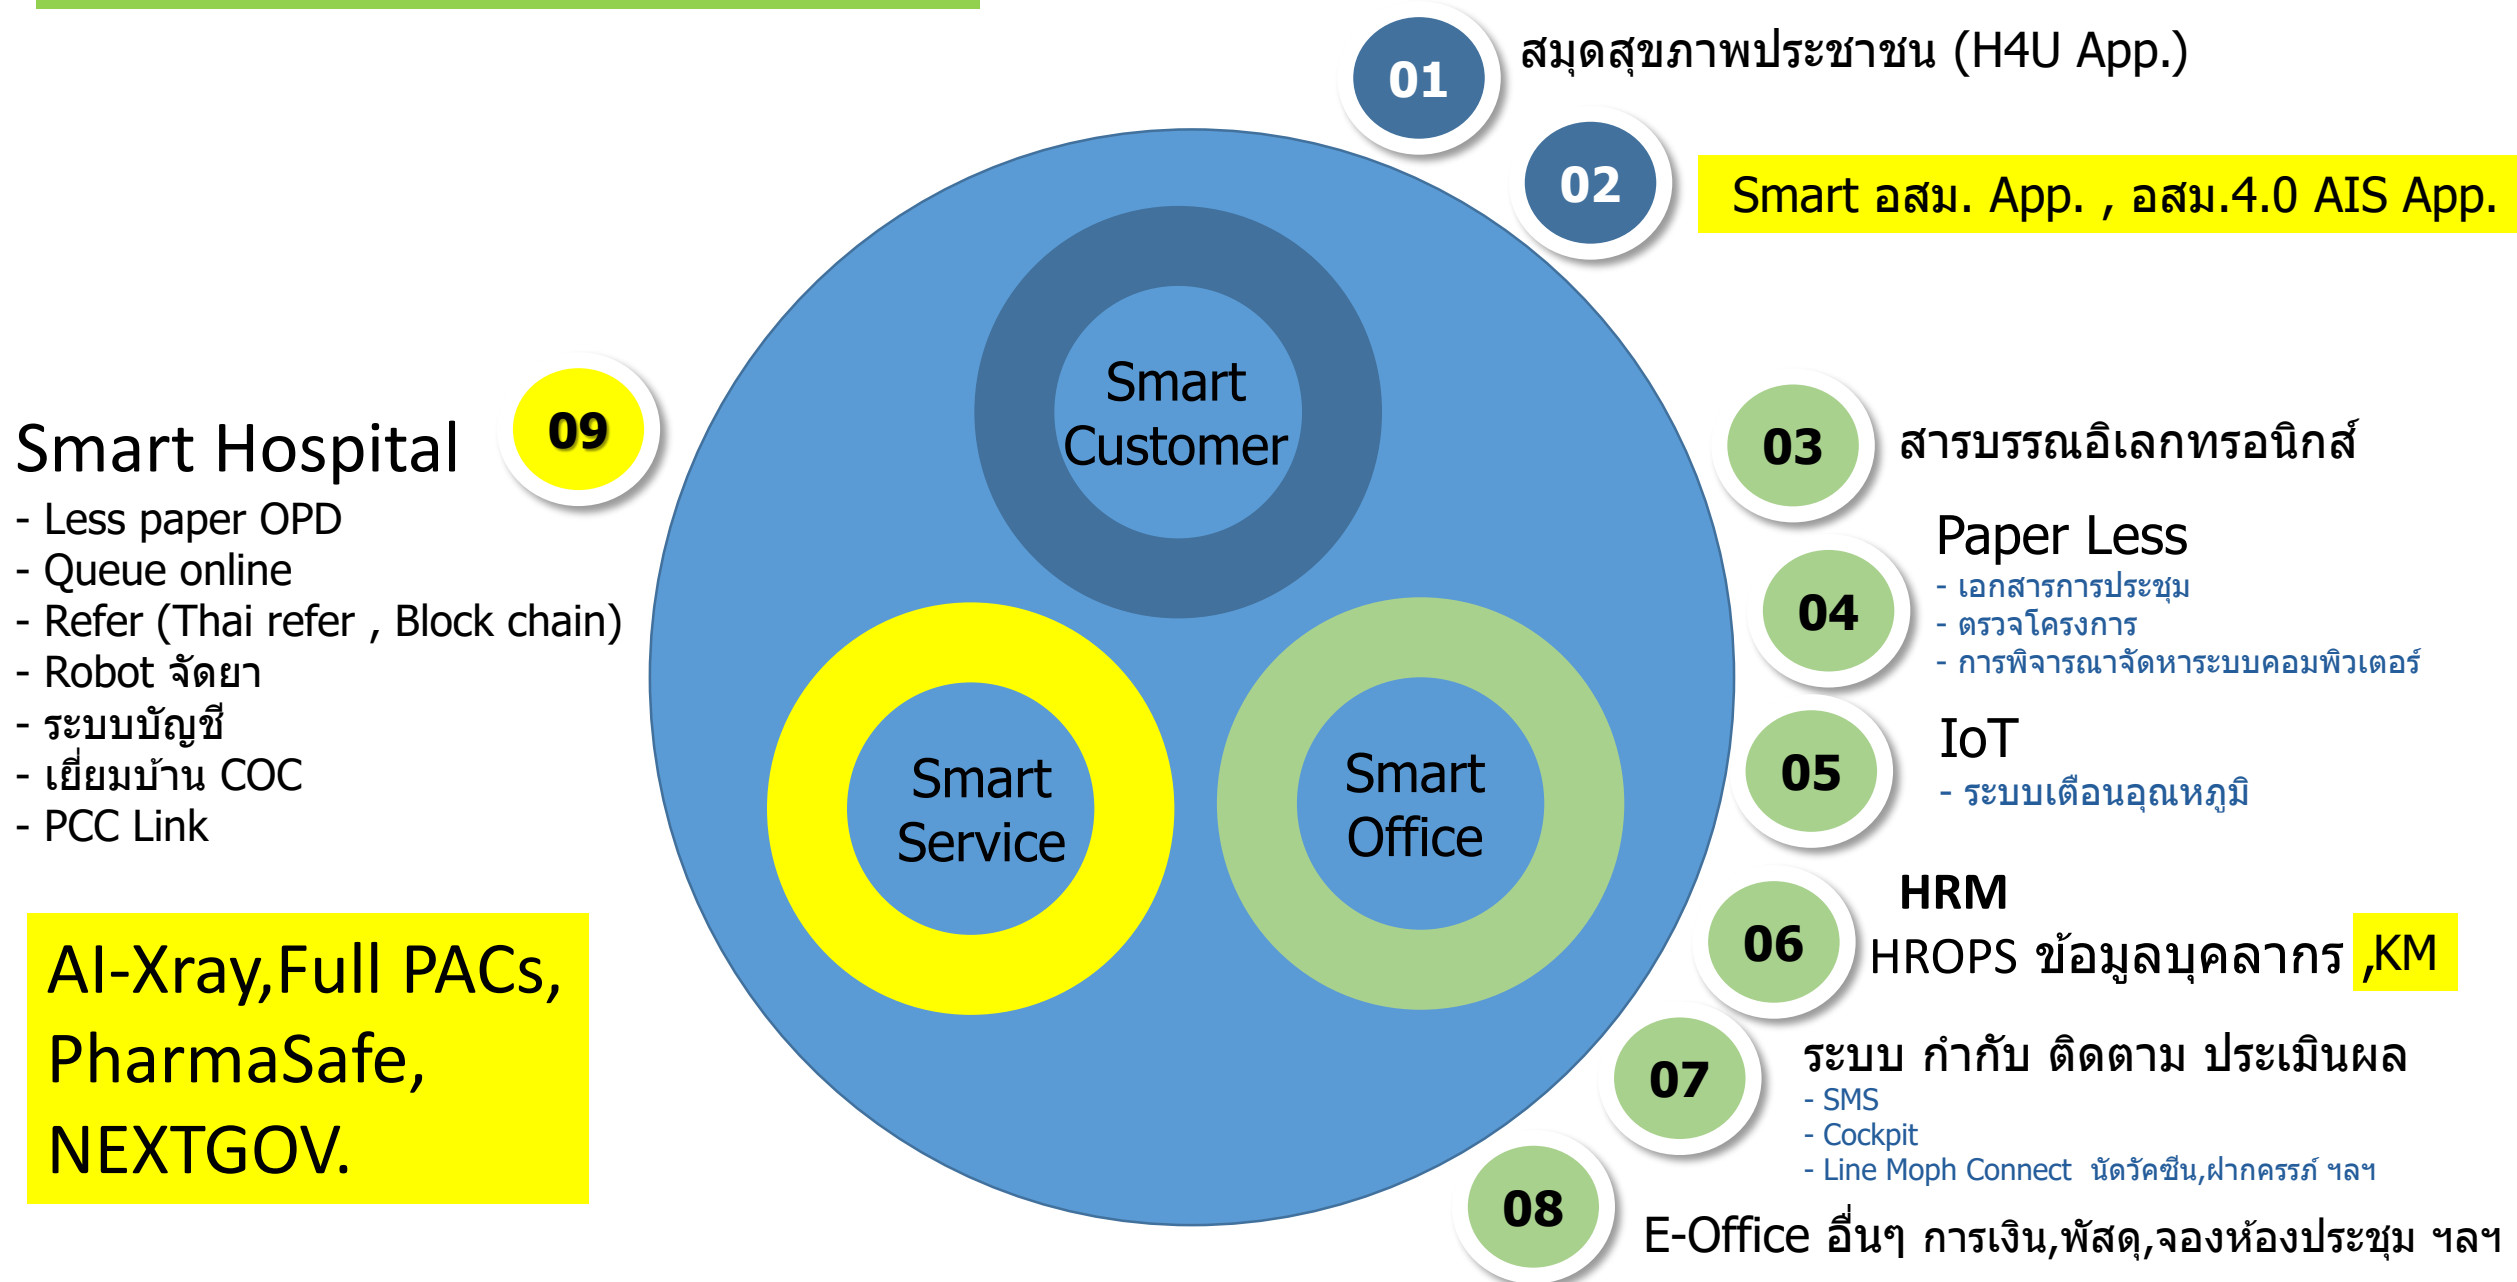 01
สมุดสุขภาพประชาชน (H4U App.)
02
Smart อสม. App. , อสม.4.0 AIS App.
Smart
Customer
Smart
Service
Smart
Office
09
Smart Hospital
- Less paper OPD
- Queue online
- Refer (Thai refer , Block chain)
- Robot จัดยา
- ระบบบัญชี
- เยี่ยมบ้าน COC
- PCC Link
AI-Xray,Full PACs,
PharmaSafe,
NEXTGOV.
03
สารบรรณอิเลกทรอนิกส์
04
Paper Less
- เอกสารการประชุม
- ตรวจโครงการ
- การพิจารณาจัดหาระบบคอมพิวเตอร์
05
IoT
- ระบบเตือนอุณหภูมิ
06
HRM
HROPS ข้อมูลบุคลากร ,KM
07
ระบบ กำกับ ติดตาม ประเมินผล
- SMS
- Cockpit
- Line Moph Connect นัดวัคซีน,ฝากครรภ์ ฯลฯ
08
E-Office อื่นๆ การเงิน,พัสดุ,จองห้องประชุม ฯลฯ